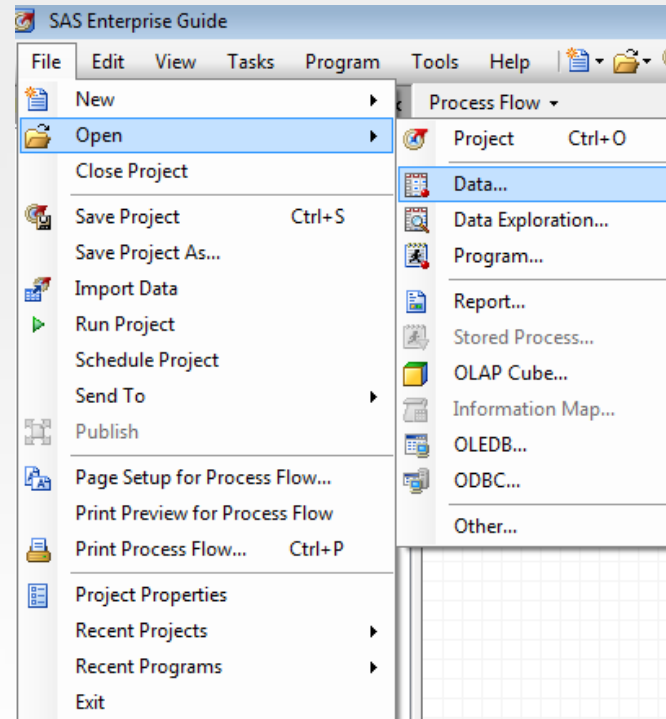 SAS Enterprise Guide
File Edit View Tasks Program Tools Help
Process Flow
New
Open
Close Project
Save Project Ctrl+S
Save Project As...
Import Data
Run Project
Schedule Project
Send To
Publish
Page Setup for Process Flow...
Print Preview for Process Flow
Print Process Flow... Ctrl+P
Project Properties
Recent Projects
Recent Programs
Exit
Project Ctrl+O
Data...
Data Exploration...
Program...
Report...
Stored Process...
OLAP Cube...
Information Map...
OLEDB...
ODBC...
Other...